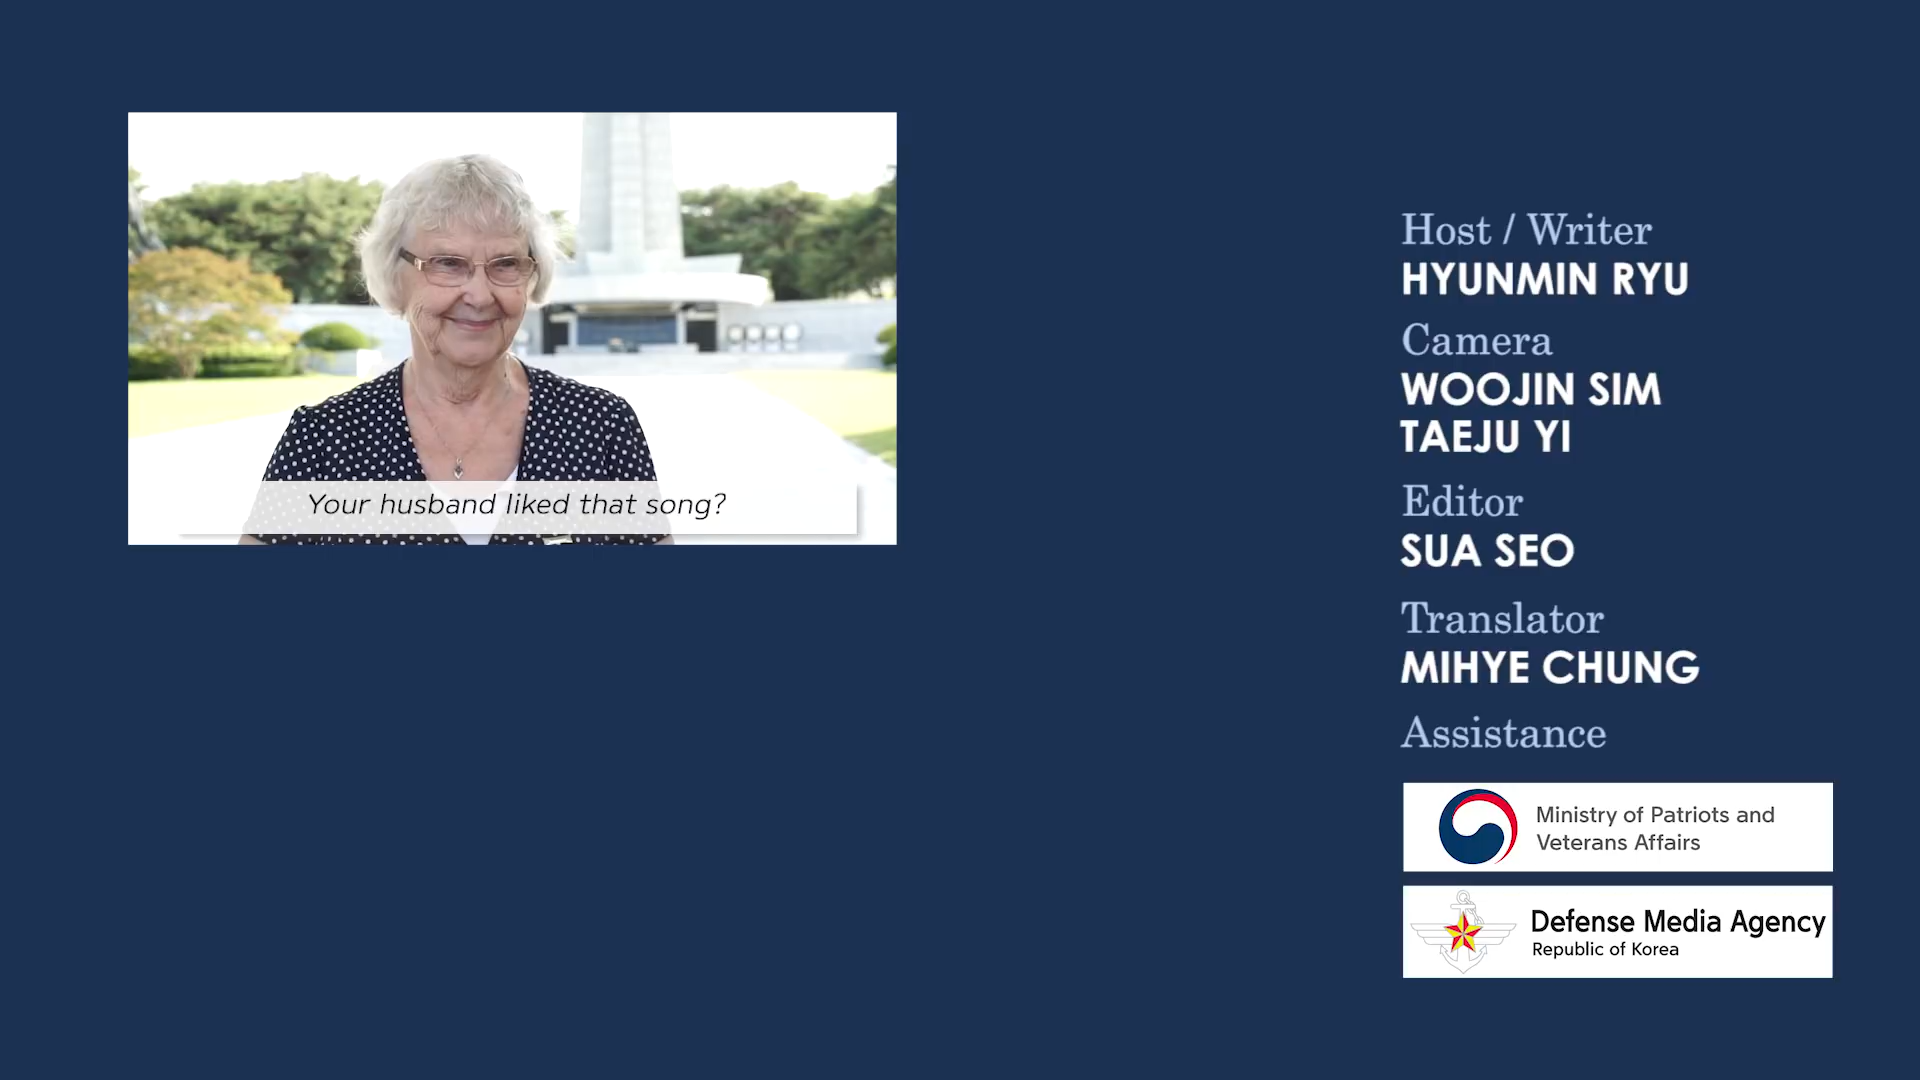 Your husband liked that song?
Host / Writer
HYUNMIN RYU
Camera
WOOJIN SIM
TAEJU YI
Editor
SUA SEO
Translator
MIHYE CHUNG
Assistance
Ministry of Patriots and
Veterans Affairs
Defense Media Agency
Republic of Korea